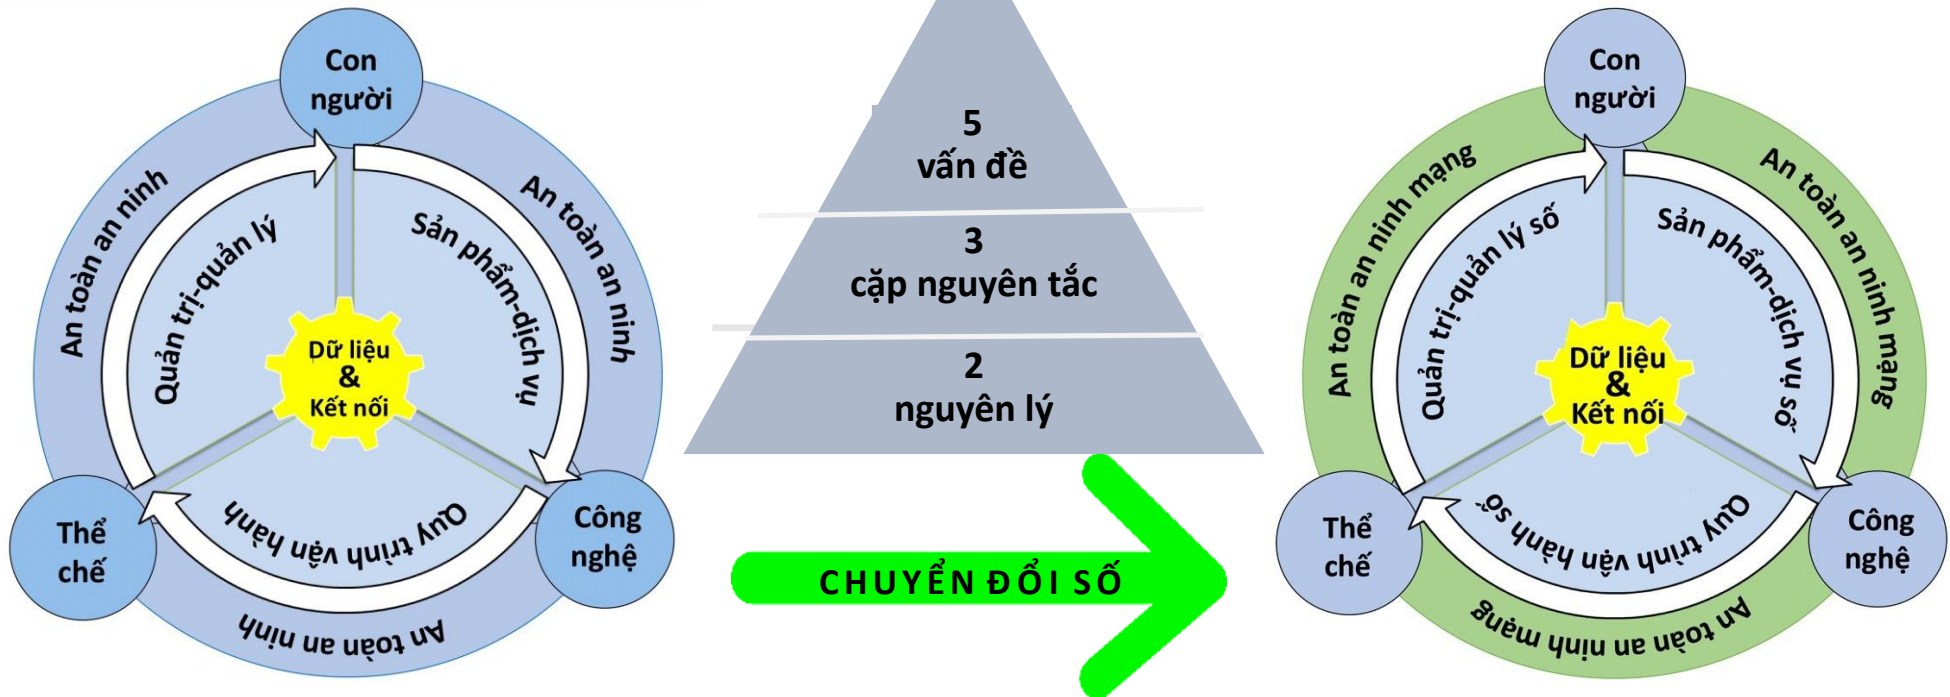 Con
người
An toàn an ninh
An toàn an ninh
Quản trị-quản lý
Sản phẩm-dịch vụ
Dữ liệu
&
Kết nối
Thể
chế
Quy trình vận hành
Công
nghệ
An toàn an ninh
5
vấn đề
3
cặp nguyên tắc
2
nguyên lý
CHUYỂN ĐỔI SỐ
Con
người
An toàn an ninh mạng
An toàn an ninh mạng
Quản trị-quản lý số
Sản phẩm-dịch vụ số
Dữ liệu
&
Kết nối
Thể
chế
Quy trình vận hành số
Công
nghệ
An toàn an ninh mạng